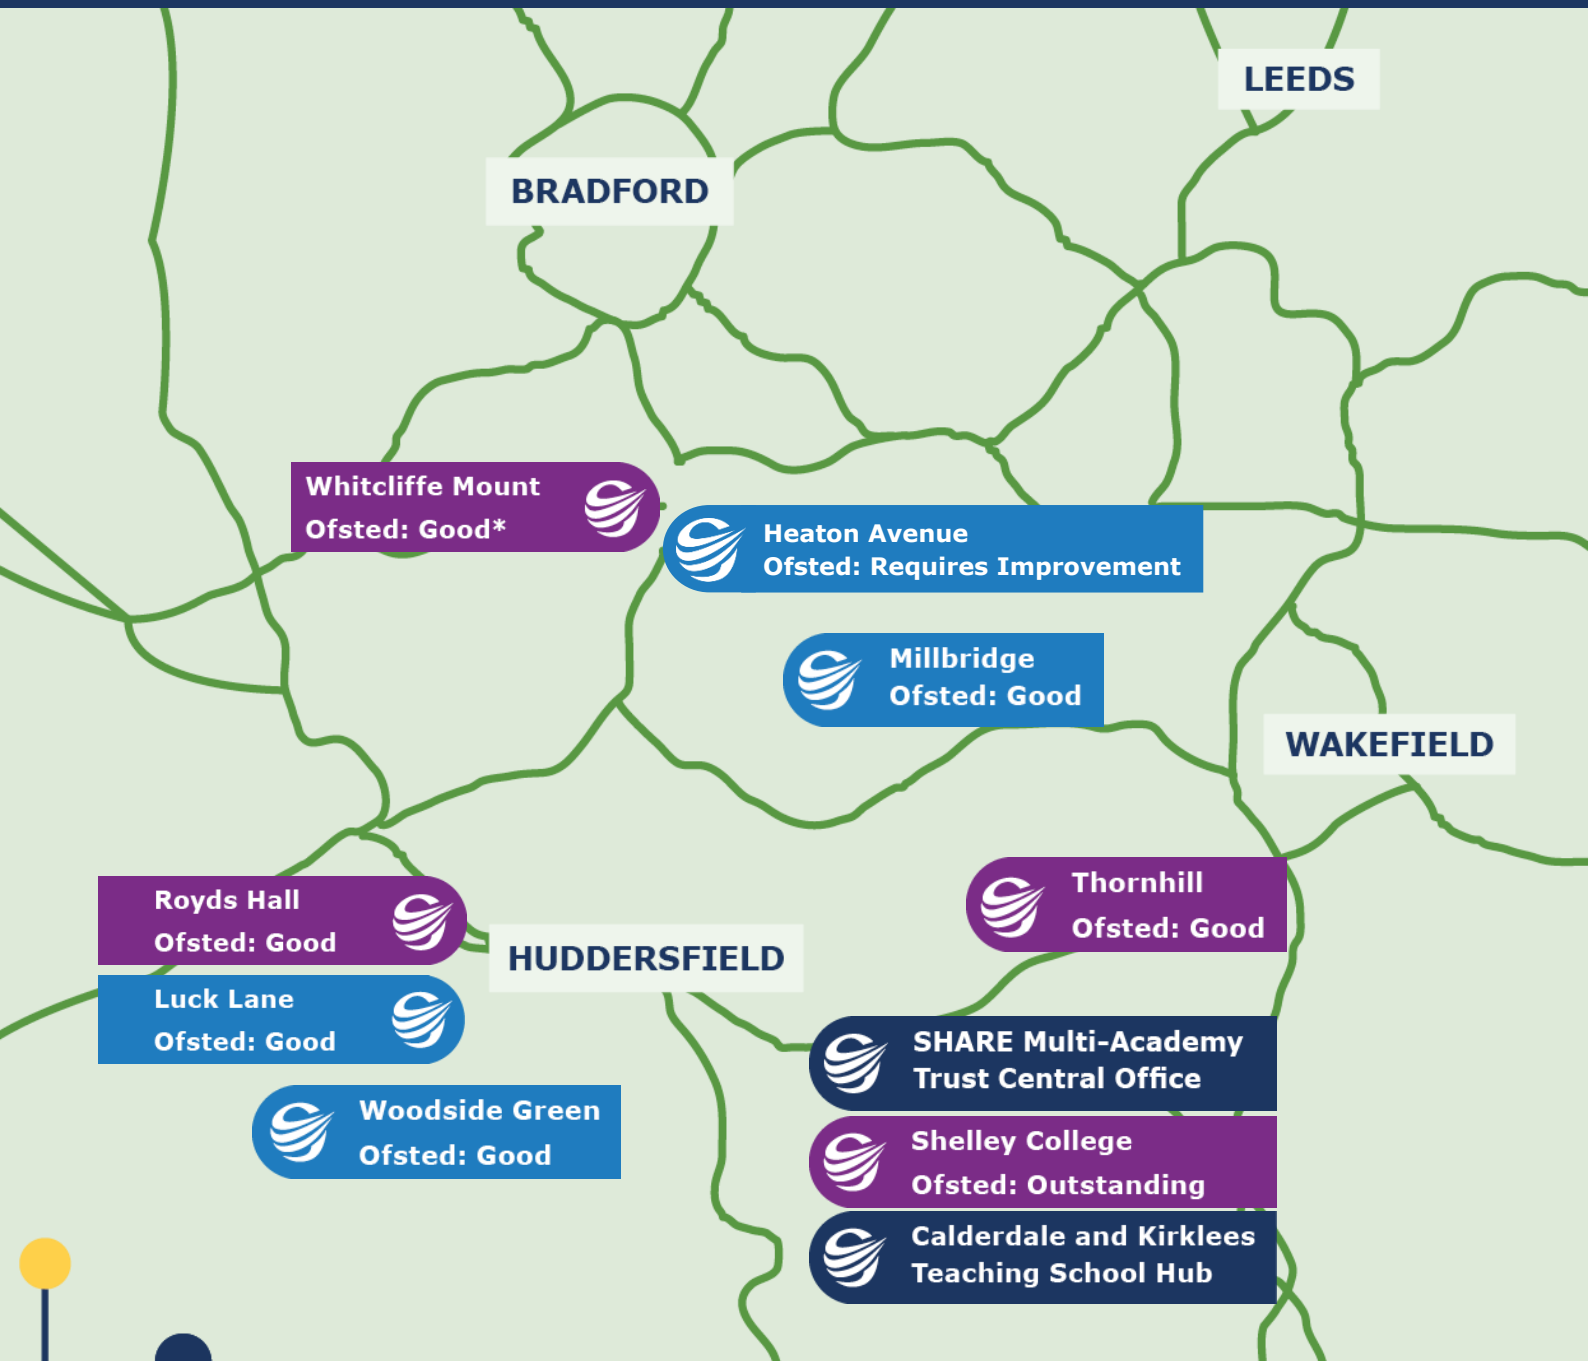 LEEDS
BRADFORD
Whitcliffe Mount
Ofsted: Good*
Heaton Avenue
Ofsted: Requires Improvement
Millbridge
Ofsted: Good
WAKEFIELD
Royds Hall
Ofsted: Good
Thornhill
Ofsted: Good
HUDDERSFIELD
Luck Lane
Ofsted: Good
SHARE Multi-Academy
Trust Central Office
Woodside Green
Ofsted: Good
Shelley College
Ofsted: Outstanding
Calderdale and Kirklees
Teaching School Hub